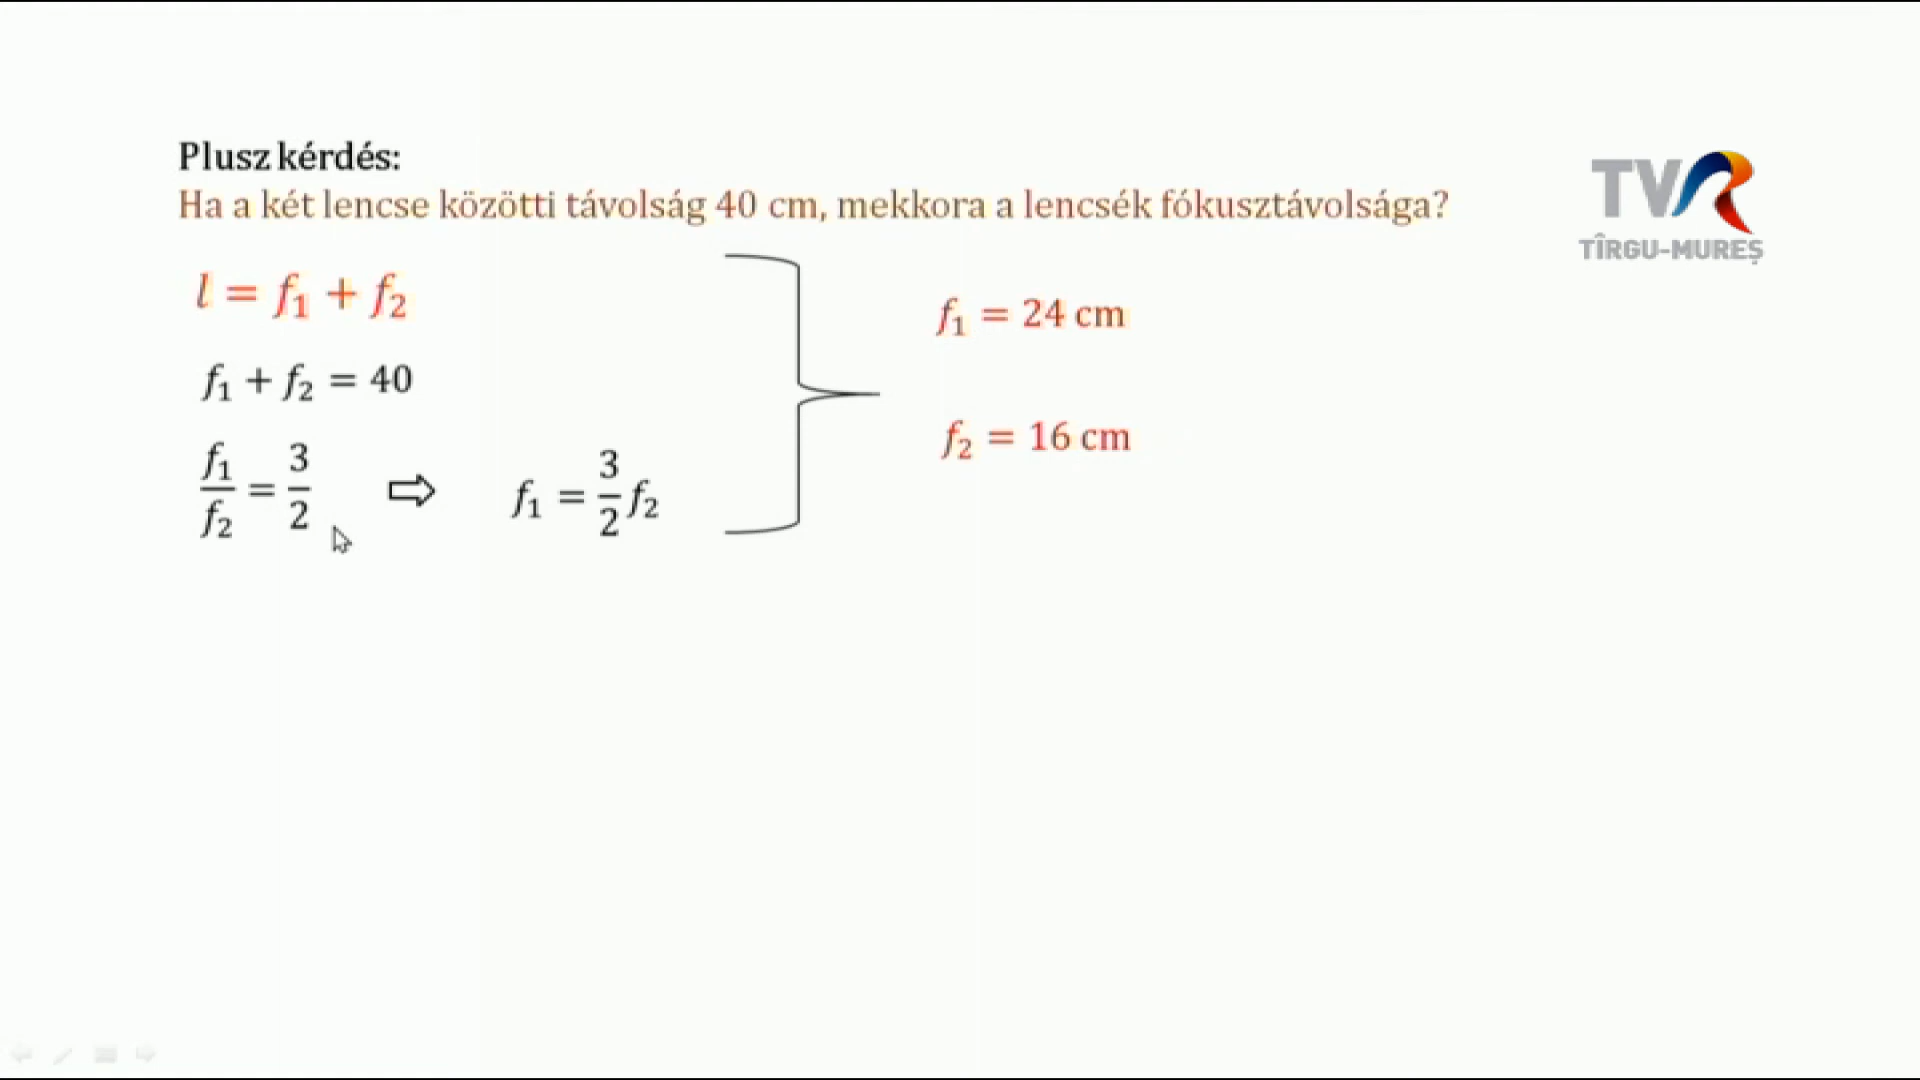 Plusz kérdés:
Ha a két lencse közötti távolság 40 cm, mekkora a lencsék fókusztávolsága?
TVR
TÎRGU-MUREȘ
l = f₁ + f₂
f₁ + f₂ = 40
f₁/f₂ = 3/2 ⇨ f₁ = 3/2 f₂
f₁ = 24 cm
f₂ = 16 cm